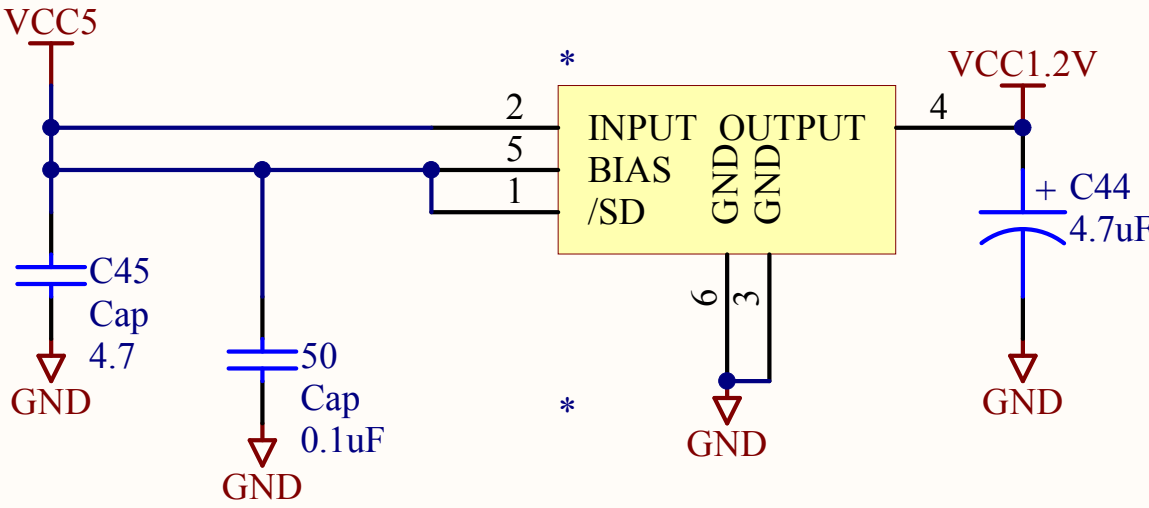 VCC5
*
VCC1.2V
2
4
INPUT
OUTPUT
5
BIAS
1
/SD
GND
GND
+
C44
4.7uF
C45
Cap
4.7
6
3
50
Cap
0.1uF
*
GND
GND
GND
GND